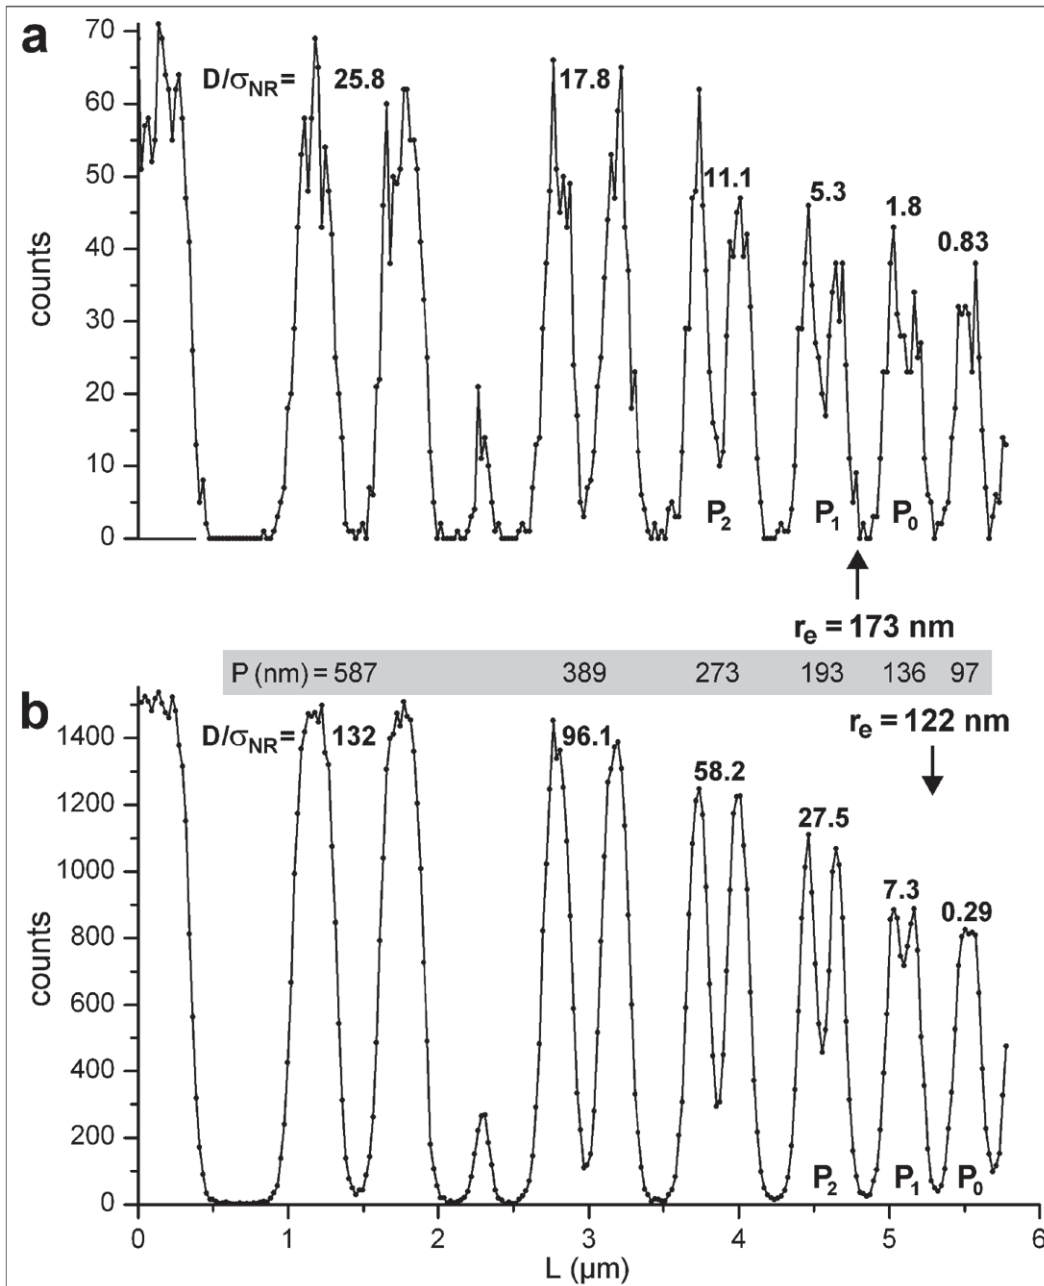 a
70
60
50
40
30
20
10
0
counts
D/σNR = 25.8 17.8 11.1 5.3 1.8 0.83
P2 P1 P0
re = 173 nm
P (nm) = 587 389 273 193 136 97
b
re = 122 nm
1400
1200
1000
800
600
400
200
0
counts
D/σNR = 132 96.1 58.2 27.5 7.3 0.29
P2 P1 P0
0 1 2 3 4 5 6
L (μm)